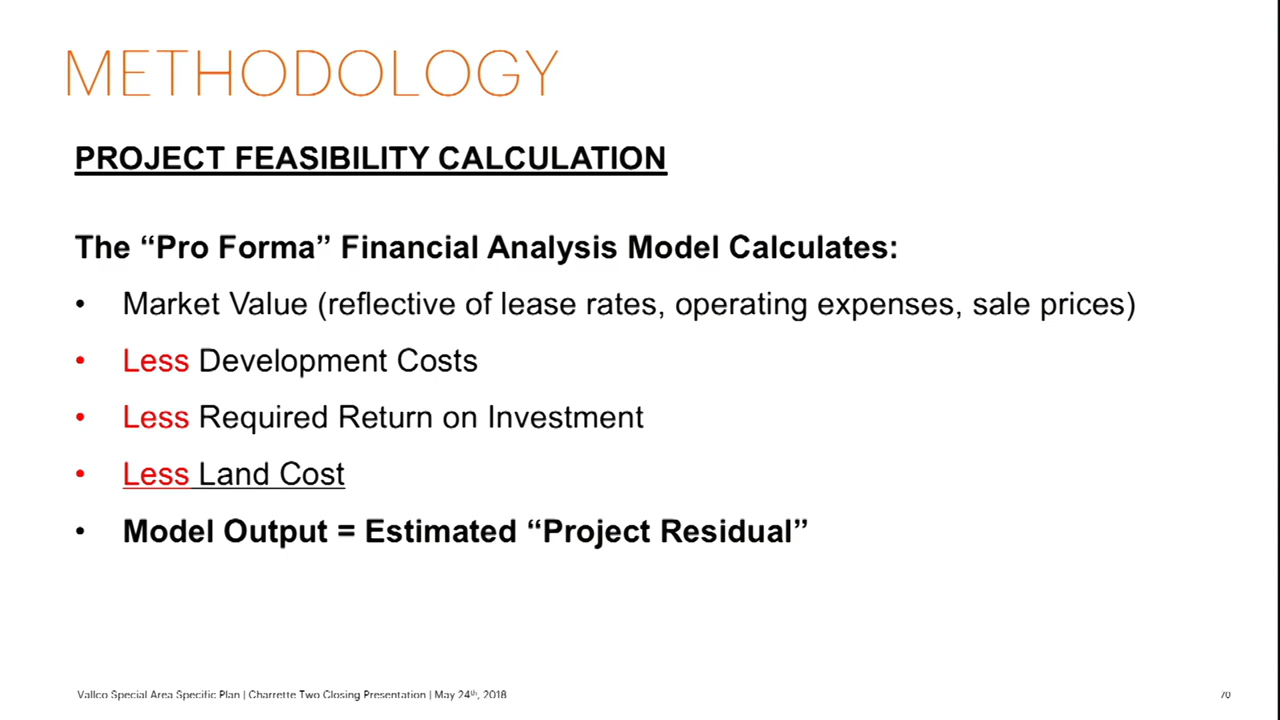 METHODOLOGY
PROJECT FEASIBILITY CALCULATION
The “Pro Forma” Financial Analysis Model Calculates:
• Market Value (reflective of lease rates, operating expenses, sale prices)
• Less Development Costs
• Less Required Return on Investment
• Less Land Cost
• Model Output = Estimated “Project Residual”
Vallco Special Area Specific Plan | Charrette Two Closing Presentation | May 24th, 2018
70